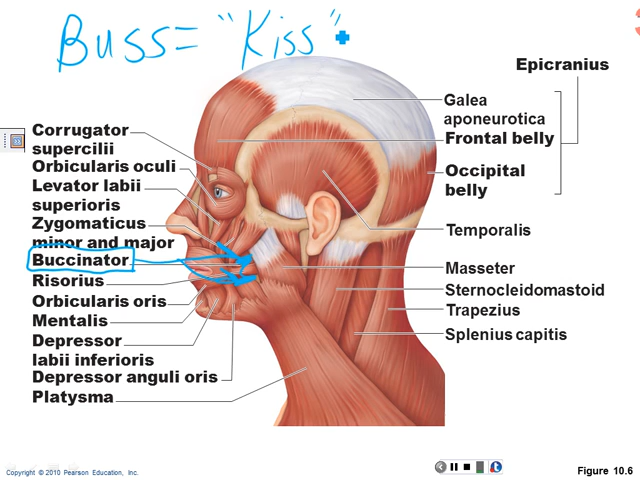 Buss = "Kiss"
Epicranius
Galea
aponeurotica
Frontal belly
Occipital
belly
Temporalis
Masseter
Sternocleidomastoid
Trapezius
Splenius capitis
Corrugator
supercilii
Orbicularis oculi
Levator labii
superioris
Zygomaticus
minor and major
Buccinator
Risorius
Orbicularis oris
Mentalis
Depressor
labii inferioris
Depressor anguli oris
Platysma
Copyright © 2010 Pearson Education, Inc.
Figure 10.6